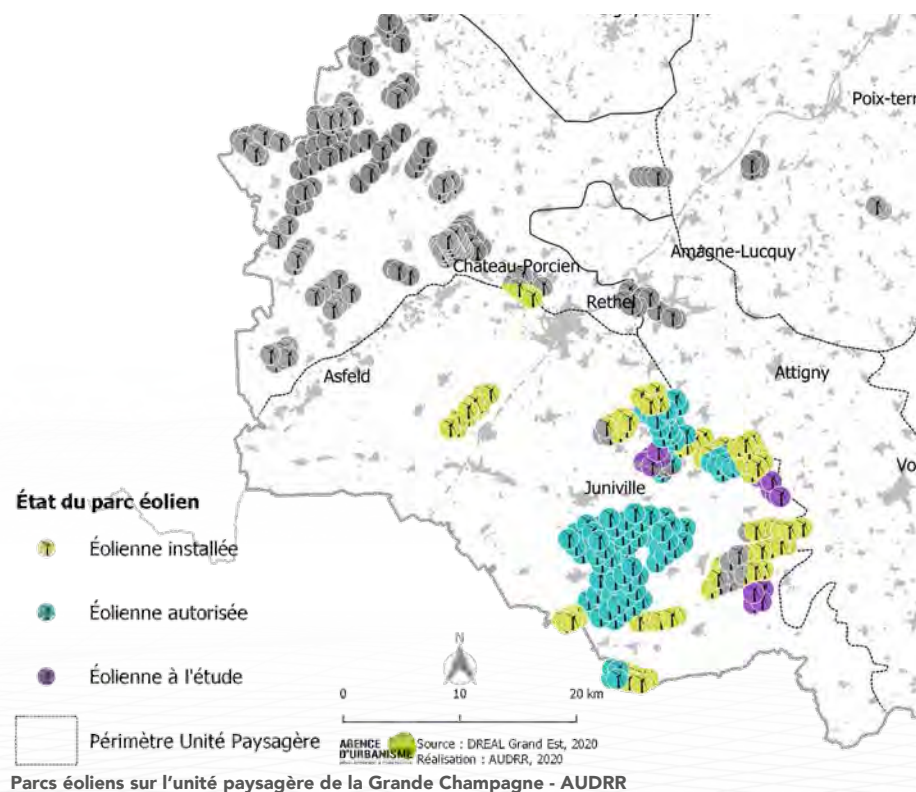 Poix-terr
Amagne-Lucquy
Château-Porcien
Rethel
Attigny
Asfeld
Vo
Juniville
État du parc éolien
Éolienne installée
Éolienne autorisée
Éolienne à l'étude
Périmètre Unité Paysagère
N
0 10 20 km
AGENCE
D'URBANISME
Source : DREAL Grand Est, 2020
Réalisation : AUDRR, 2020
Parcs éoliens sur l'unité paysagère de la Grande Champagne - AUDRR